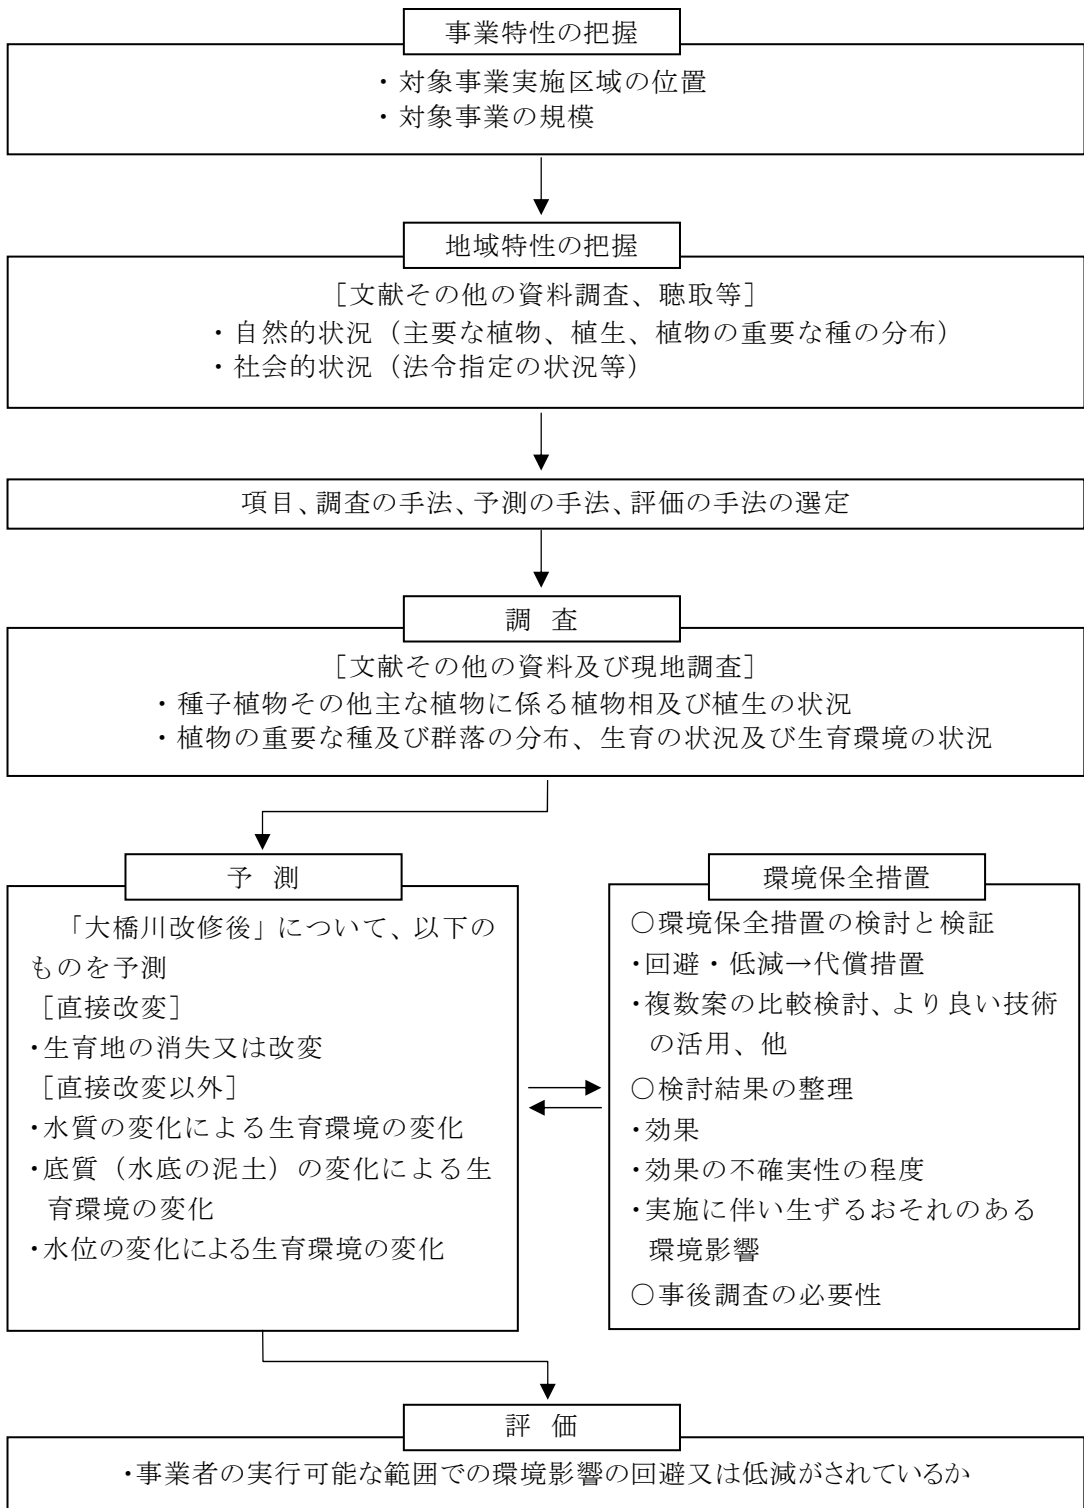 事業特性の把握
・対象事業実施区域の位置
・対象事業の規模
地域特性の把握
［文献その他の資料調査、聴取等］
・自然的状況（主要な植物、植生、植物の重要な種の分布）
・社会的状況（法令指定の状況等）
項目、調査の手法、予測の手法、評価の手法の選定
調 査
［文献その他の資料及び現地調査］
・種子植物その他主な植物に係る植物相及び植生の状況
・植物の重要な種及び群落の分布、生育の状況及び生育環境の状況
予 測
「大橋川改修後」について、以下の
ものを予測
［直接改変］
・生育地の消失又は改変
［直接改変以外］
・水質の変化による生育環境の変化
・底質（水底の泥土）の変化による生
育環境の変化
・水位の変化による生育環境の変化
環境保全措置
○環境保全措置の検討と検証
・回避・低減→代償措置
・複数案の比較検討、より良い技術
の活用、他
○検討結果の整理
・効果
・効果の不確実性の程度
・実施に伴い生ずるおそれのある
環境影響
○事後調査の必要性
評 価
・事業者の実行可能な範囲での環境影響の回避又は低減がされているか